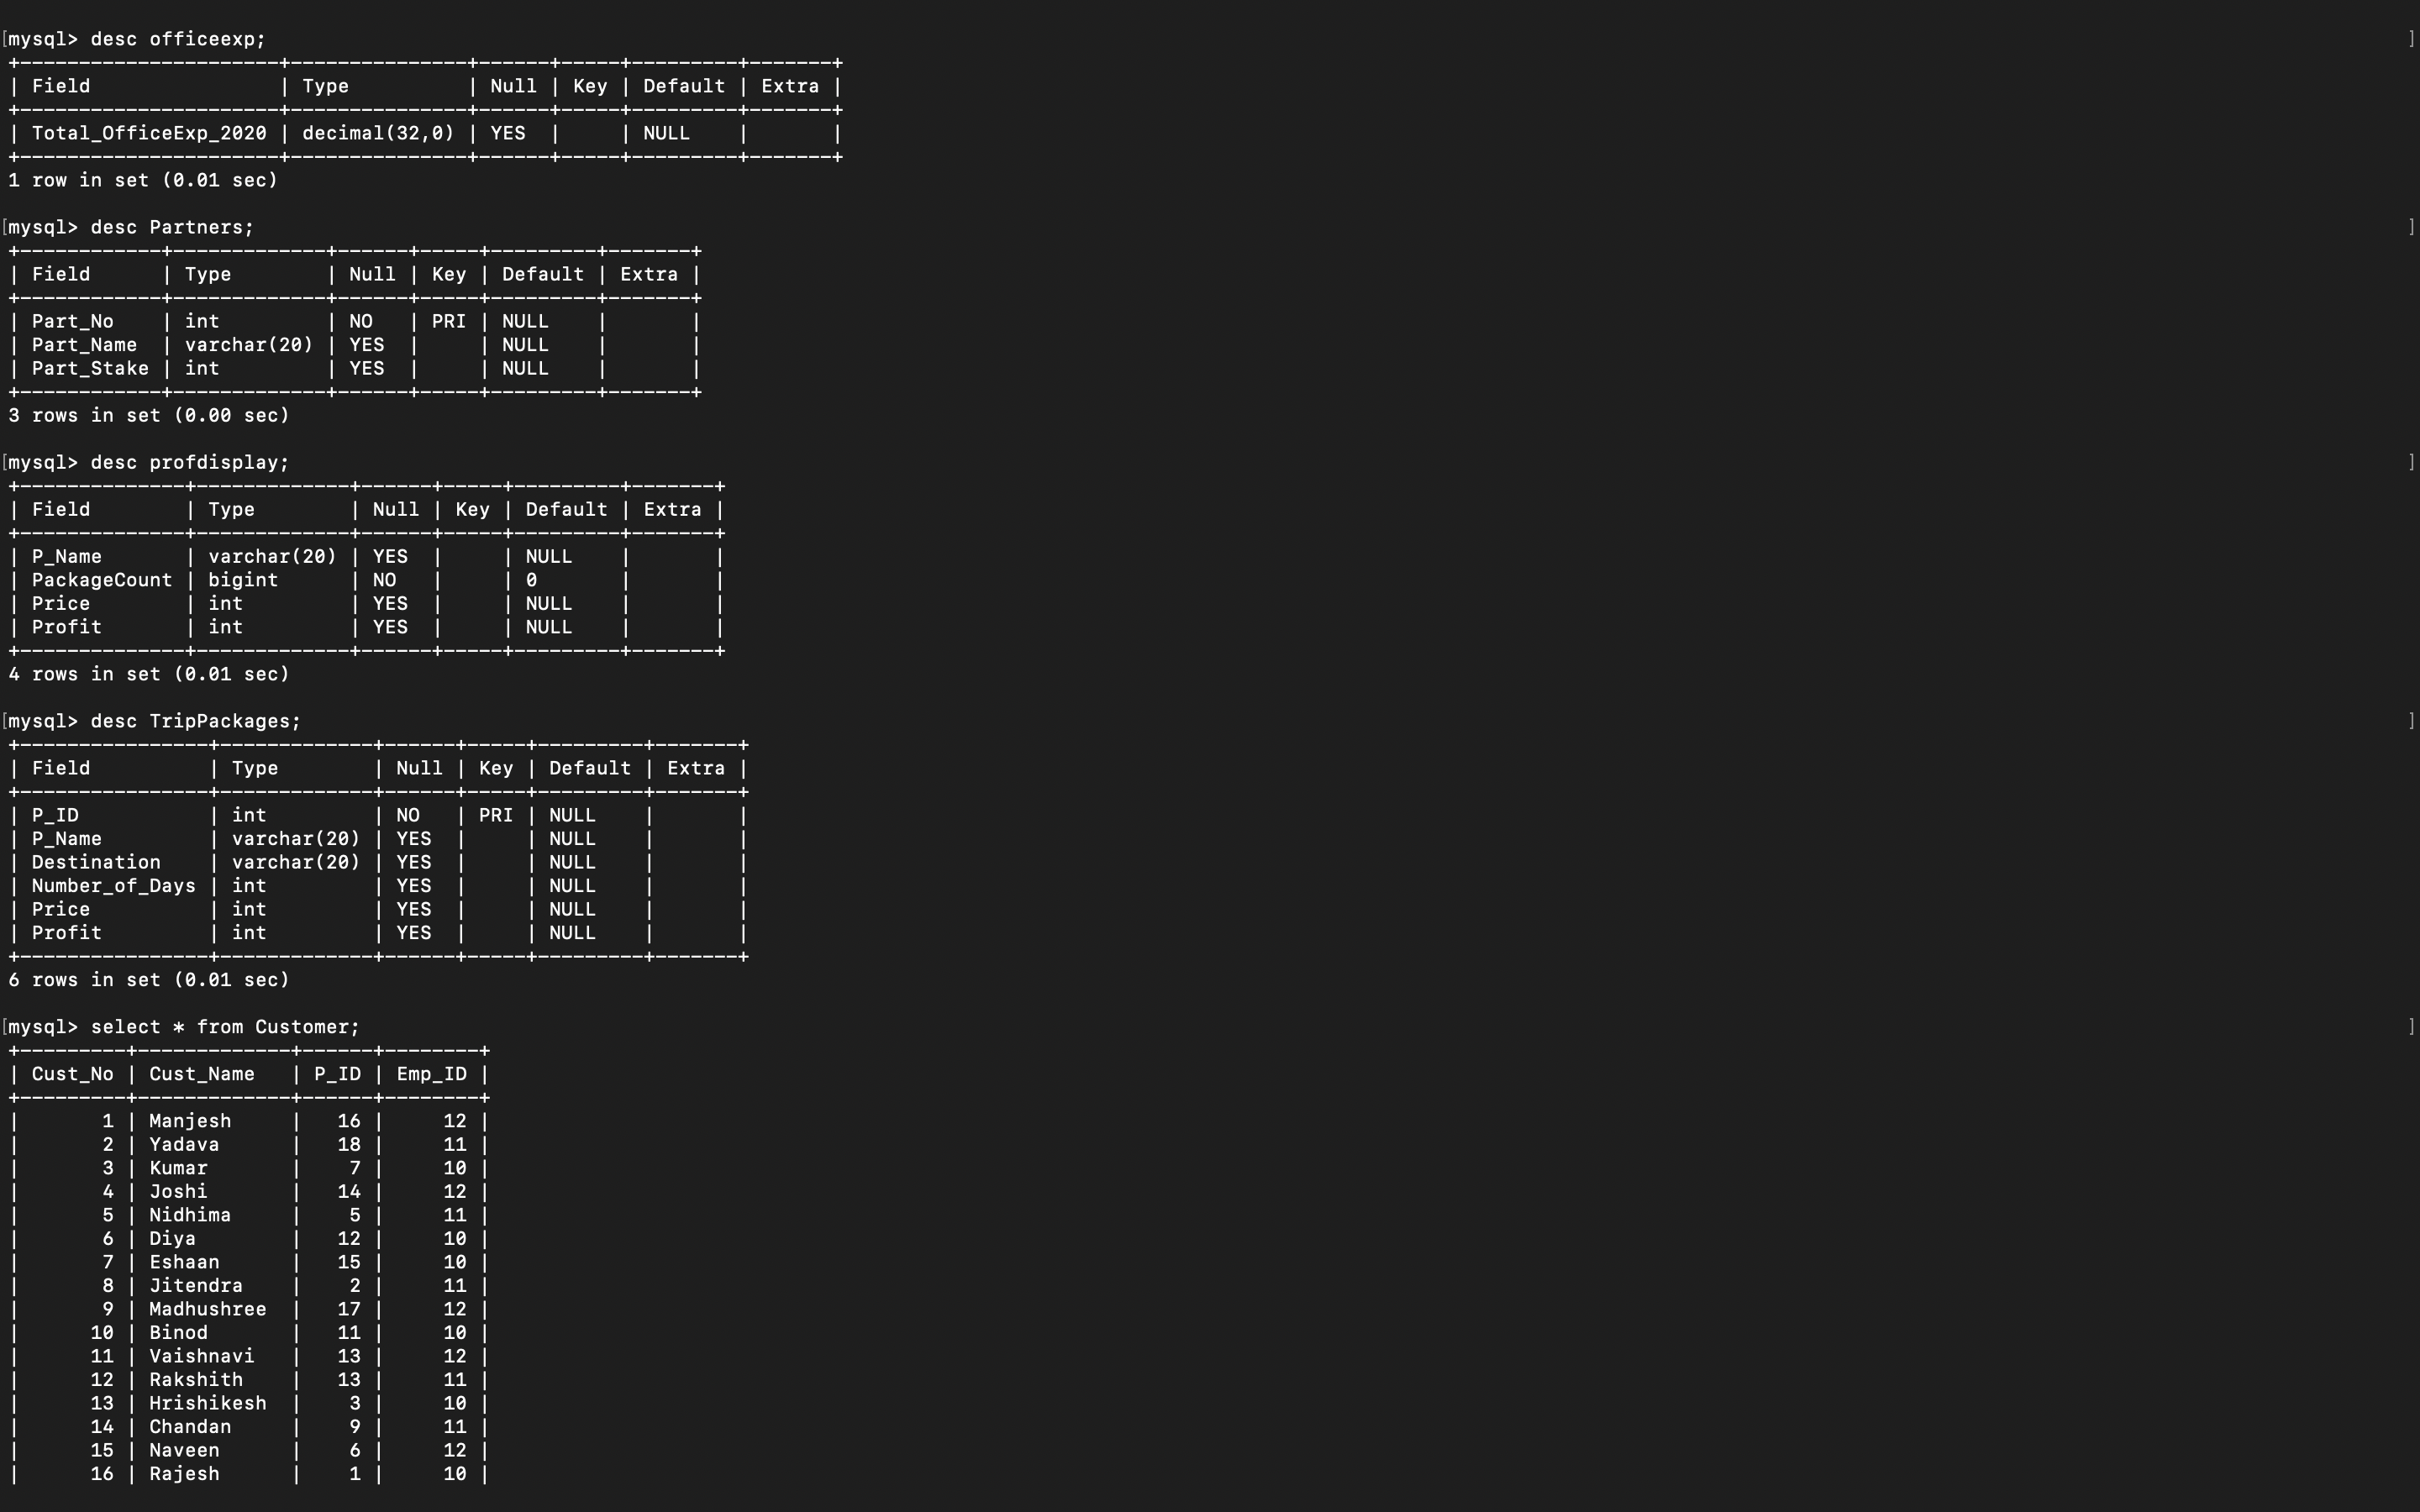 [mysql> desc officeexp; ]
+----------------------+---------------+------+-----+---------+-------+
| Field                | Type          | Null | Key | Default | Extra |
+----------------------+---------------+------+-----+---------+-------+
| Total_OfficeExp_2020 | decimal(32,0) | YES  |     | NULL    |       |
+----------------------+---------------+------+-----+---------+-------+
1 row in set (0.01 sec)
[mysql> desc Partners; ]
+------------+-------------+------+-----+---------+-------+
| Field      | Type        | Null | Key | Default | Extra |
+------------+-------------+------+-----+---------+-------+
| Part_No    | int         | NO   | PRI | NULL    |       |
| Part_Name  | varchar(20) | YES  |     | NULL    |       |
| Part_Stake | int         | YES  |     | NULL    |       |
+------------+-------------+------+-----+---------+-------+
3 rows in set (0.00 sec)
[mysql> desc profdisplay; ]
+--------------+-------------+------+-----+---------+-------+
| Field        | Type        | Null | Key | Default | Extra |
+--------------+-------------+------+-----+---------+-------+
| P_Name       | varchar(20) | YES  |     | NULL    |       |
| PackageCount | bigint      | NO   |     | 0       |       |
| Price        | int         | YES  |     | NULL    |       |
| Profit       | int         | YES  |     | NULL    |       |
+--------------+-------------+------+-----+---------+-------+
4 rows in set (0.01 sec)
[mysql> desc TripPackages; ]
+----------------+-------------+------+-----+---------+-------+
| Field          | Type        | Null | Key | Default | Extra |
+----------------+-------------+------+-----+---------+-------+
| P_ID           | int         | NO   | PRI | NULL    |       |
| P_Name         | varchar(20) | YES  |     | NULL    |       |
| Destination    | varchar(20) | YES  |     | NULL    |       |
| Number_of_Days | int         | YES  |     | NULL    |       |
| Price          | int         | YES  |     | NULL    |       |
| Profit         | int         | YES  |     | NULL    |       |
+----------------+-------------+------+-----+---------+-------+
6 rows in set (0.01 sec)
[mysql> select * from Customer; ]
+---------+-------------+------+--------+
| Cust_No | Cust_Name   | P_ID | Emp_ID |
+---------+-------------+------+--------+
|       1 | Manjesh     |   16 |     12 |
|       2 | Yadava      |   18 |     11 |
|       3 | Kumar       |    7 |     10 |
|       4 | Joshi       |   14 |     12 |
|       5 | Nidhima     |    5 |     11 |
|       6 | Diya        |   12 |     10 |
|       7 | Eshaan      |   15 |     10 |
|       8 | Jitendra    |    2 |     11 |
|       9 | Madhushree  |   17 |     12 |
|      10 | Binod       |   11 |     10 |
|      11 | Vaishnavi   |   13 |     12 |
|      12 | Rakshith    |   13 |     11 |
|      13 | Hrishikesh  |    3 |     10 |
|      14 | Chandan     |    9 |     11 |
|      15 | Naveen      |    6 |     12 |
|      16 | Rajesh      |    1 |     10 |